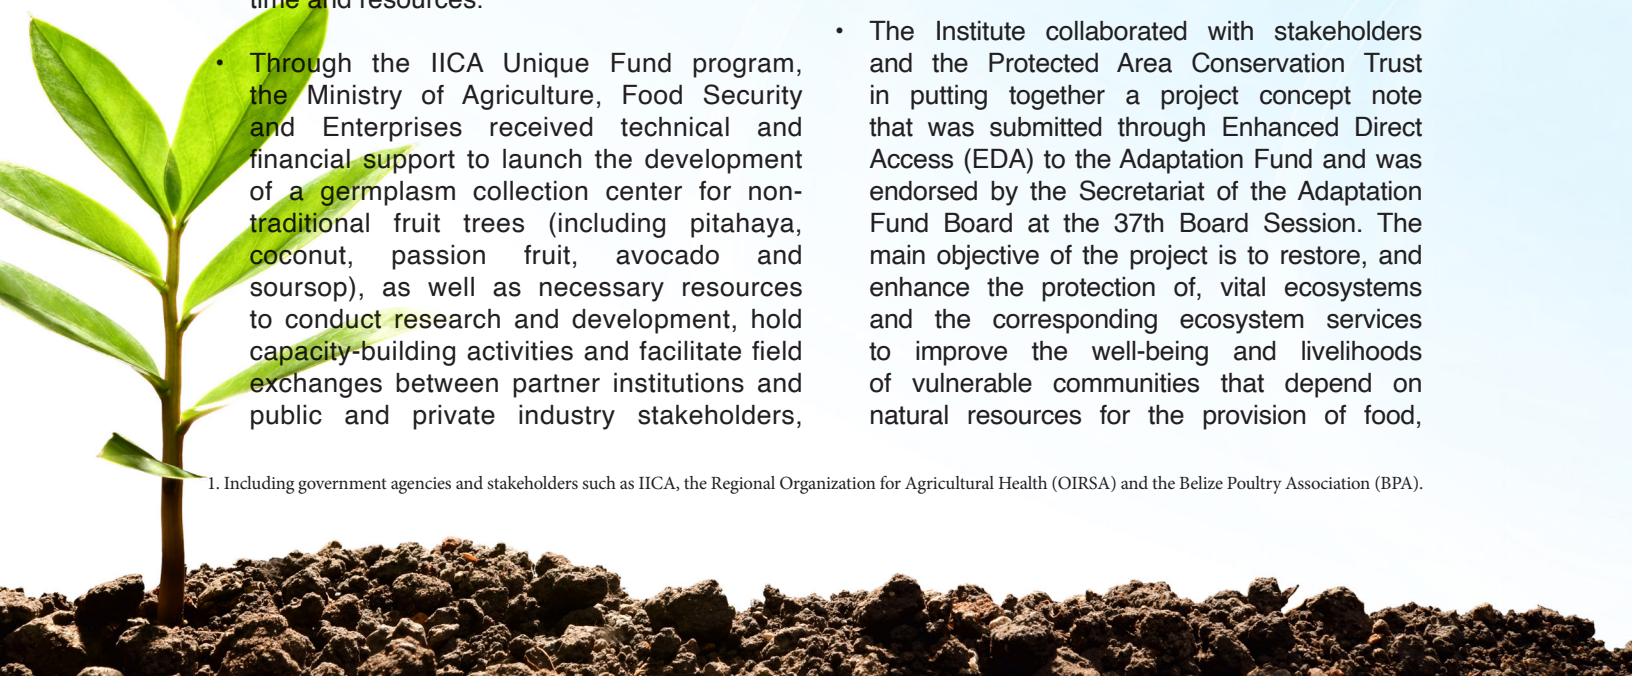 time and resources.
• Through the IICA Unique Fund program,
the Ministry of Agriculture, Food Security
and Enterprises received technical and
financial support to launch the development
of a germplasm collection center for non-
traditional fruit trees (including pitahaya,
coconut, passion fruit, avocado and
soursop), as well as necessary resources
to conduct research and development, hold
capacity-building activities and facilitate field
exchanges between partner institutions and
public and private industry stakeholders,
• The Institute collaborated with stakeholders
and the Protected Area Conservation Trust
in putting together a project concept note
that was submitted through Enhanced Direct
Access (EDA) to the Adaptation Fund and was
endorsed by the Secretariat of the Adaptation
Fund Board at the 37th Board Session. The
main objective of the project is to restore, and
enhance the protection of, vital ecosystems
and the corresponding ecosystem services
to improve the well-being and livelihoods
of vulnerable communities that depend on
natural resources for the provision of food,
1. Including government agencies and stakeholders such as IICA, the Regional Organization for Agricultural Health (OIRSA) and the Belize Poultry Association (BPA).